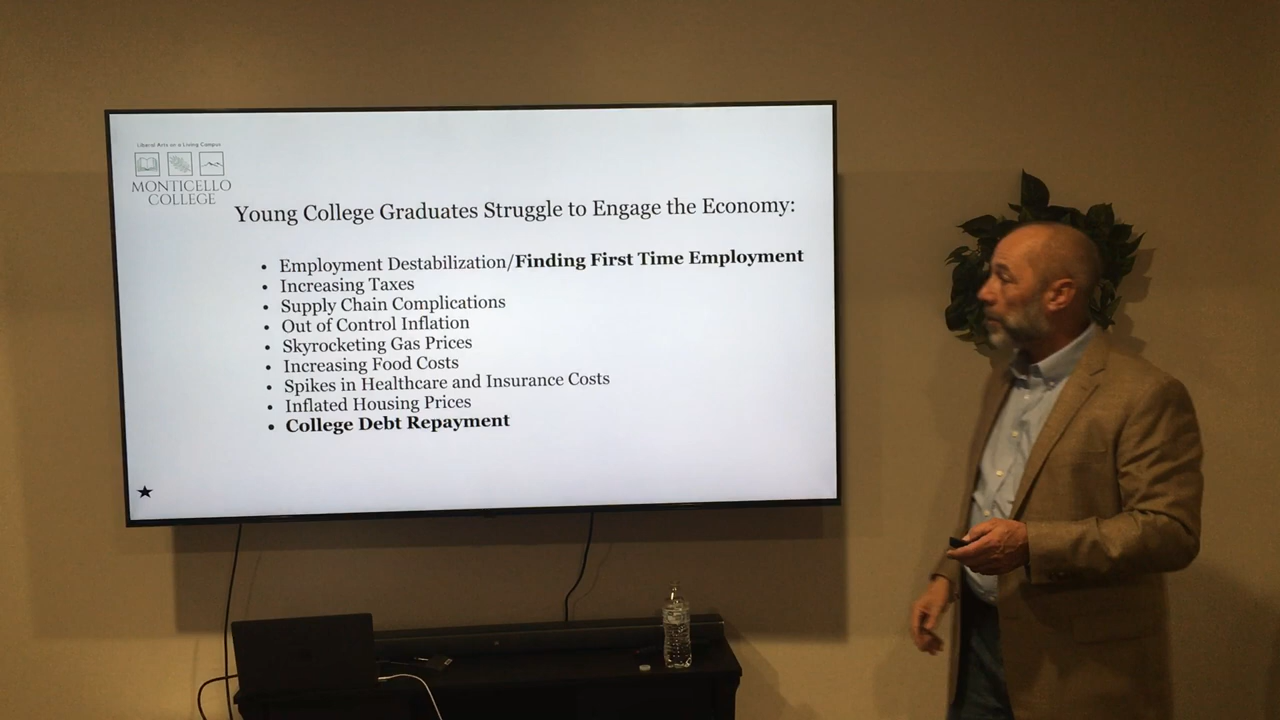 Liberal Arts on a Living Campus
MONTICELLO
COLLEGE
Young College Graduates Struggle to Engage the Economy:
• Employment Destabilization/Finding First Time Employment
• Increasing Taxes
• Supply Chain Complications
• Out of Control Inflation
• Skyrocketing Gas Prices
• Increasing Food Costs
• Spikes in Healthcare and Insurance Costs
• Inflated Housing Prices
• College Debt Repayment